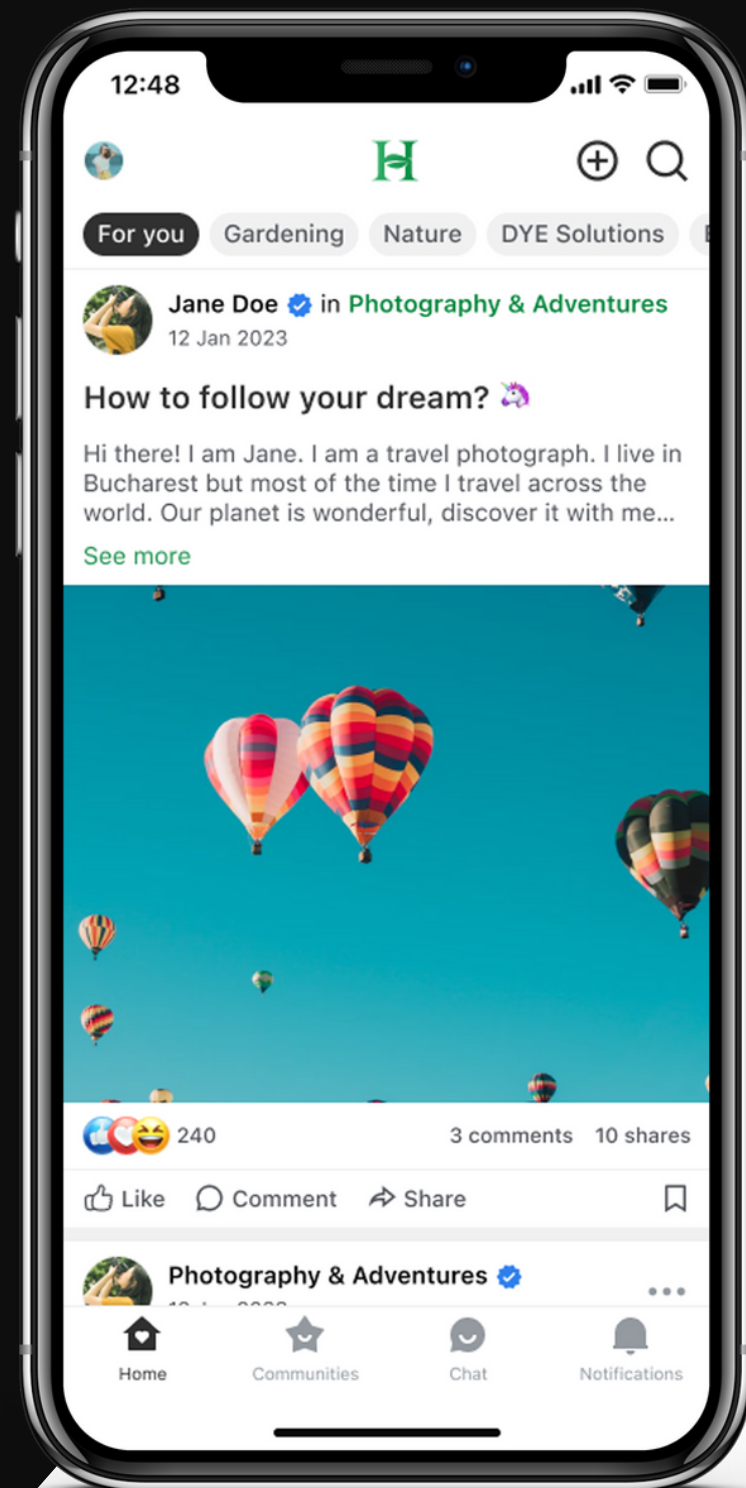 12:48
H
For you Gardening Nature DYE Solutions
Jane Doe in Photography & Adventures
12 Jan 2023
How to follow your dream? 🦄
Hi there! I am Jane. I am a travel photograph. I live in
Bucharest but most of the time I travel across the
world. Our planet is wonderful, discover it with me...
See more
240 3 comments 10 shares
Like Comment Share
Photography & Adventures
Home Communities Chat Notifications